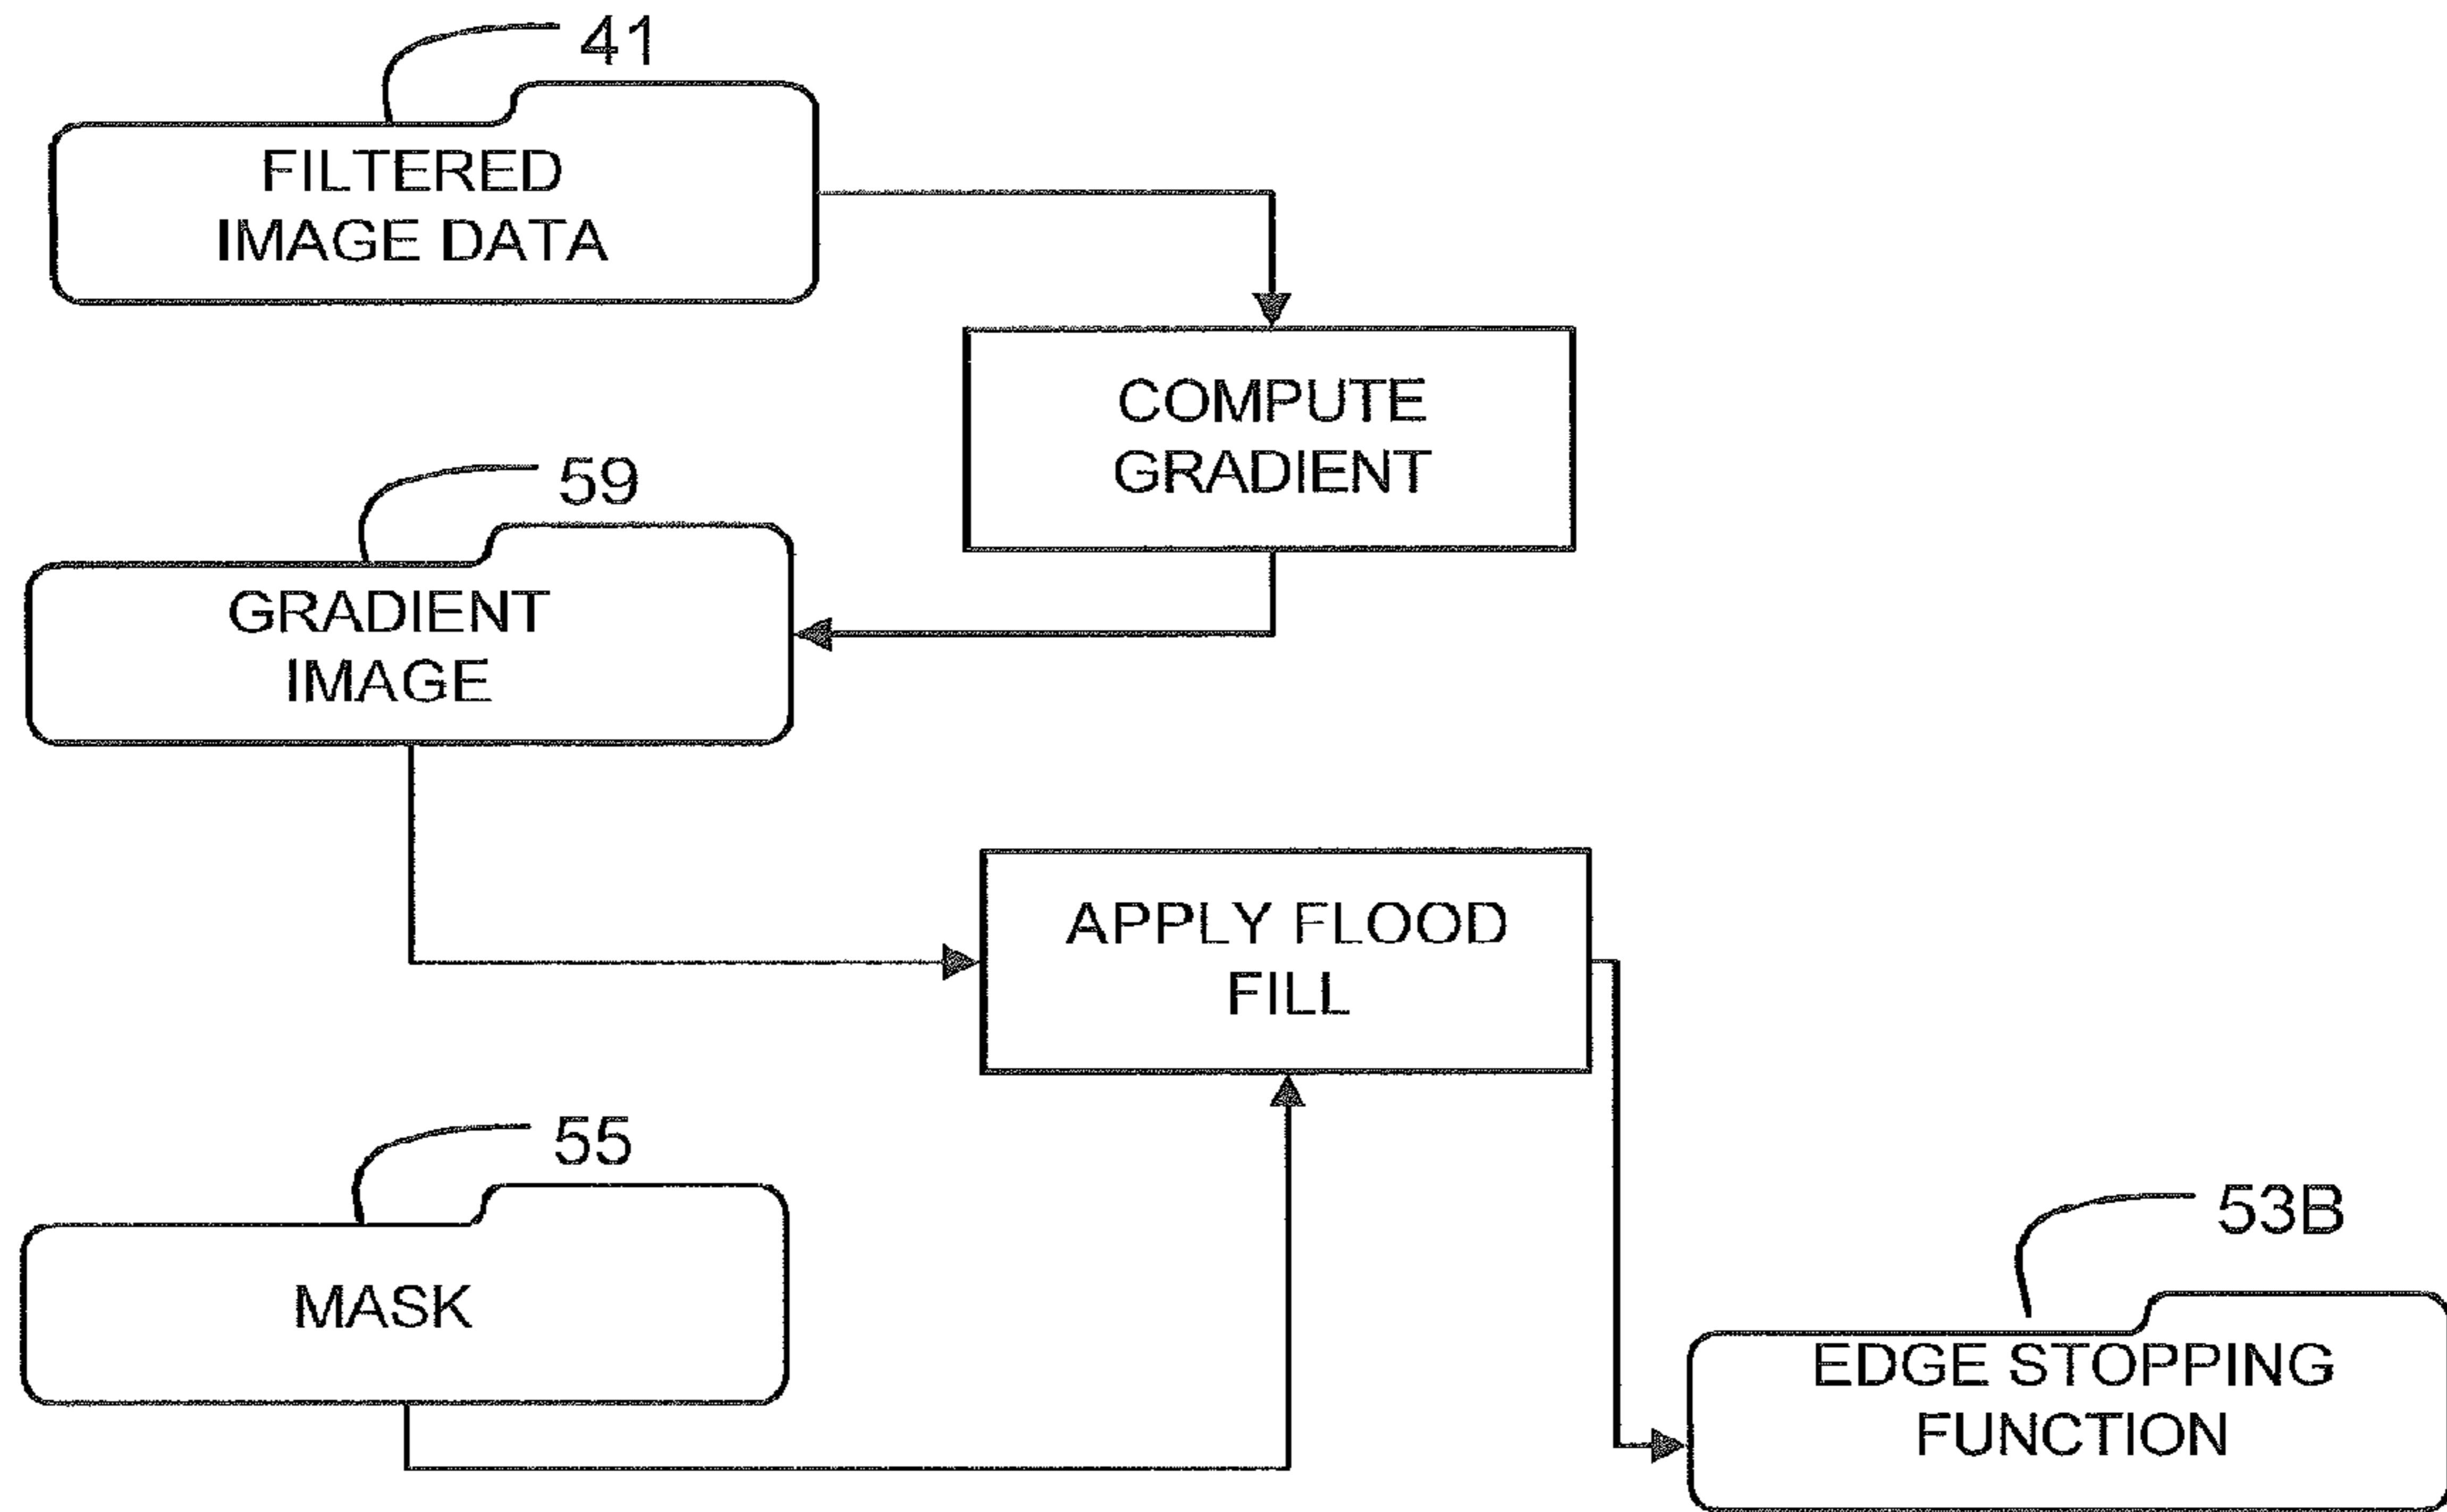 41
FILTERED
IMAGE DATA
COMPUTE
GRADIENT
59
GRADIENT
IMAGE
APPLY FLOOD
FILL
55
MASK
53B
EDGE STOPPING
FUNCTION